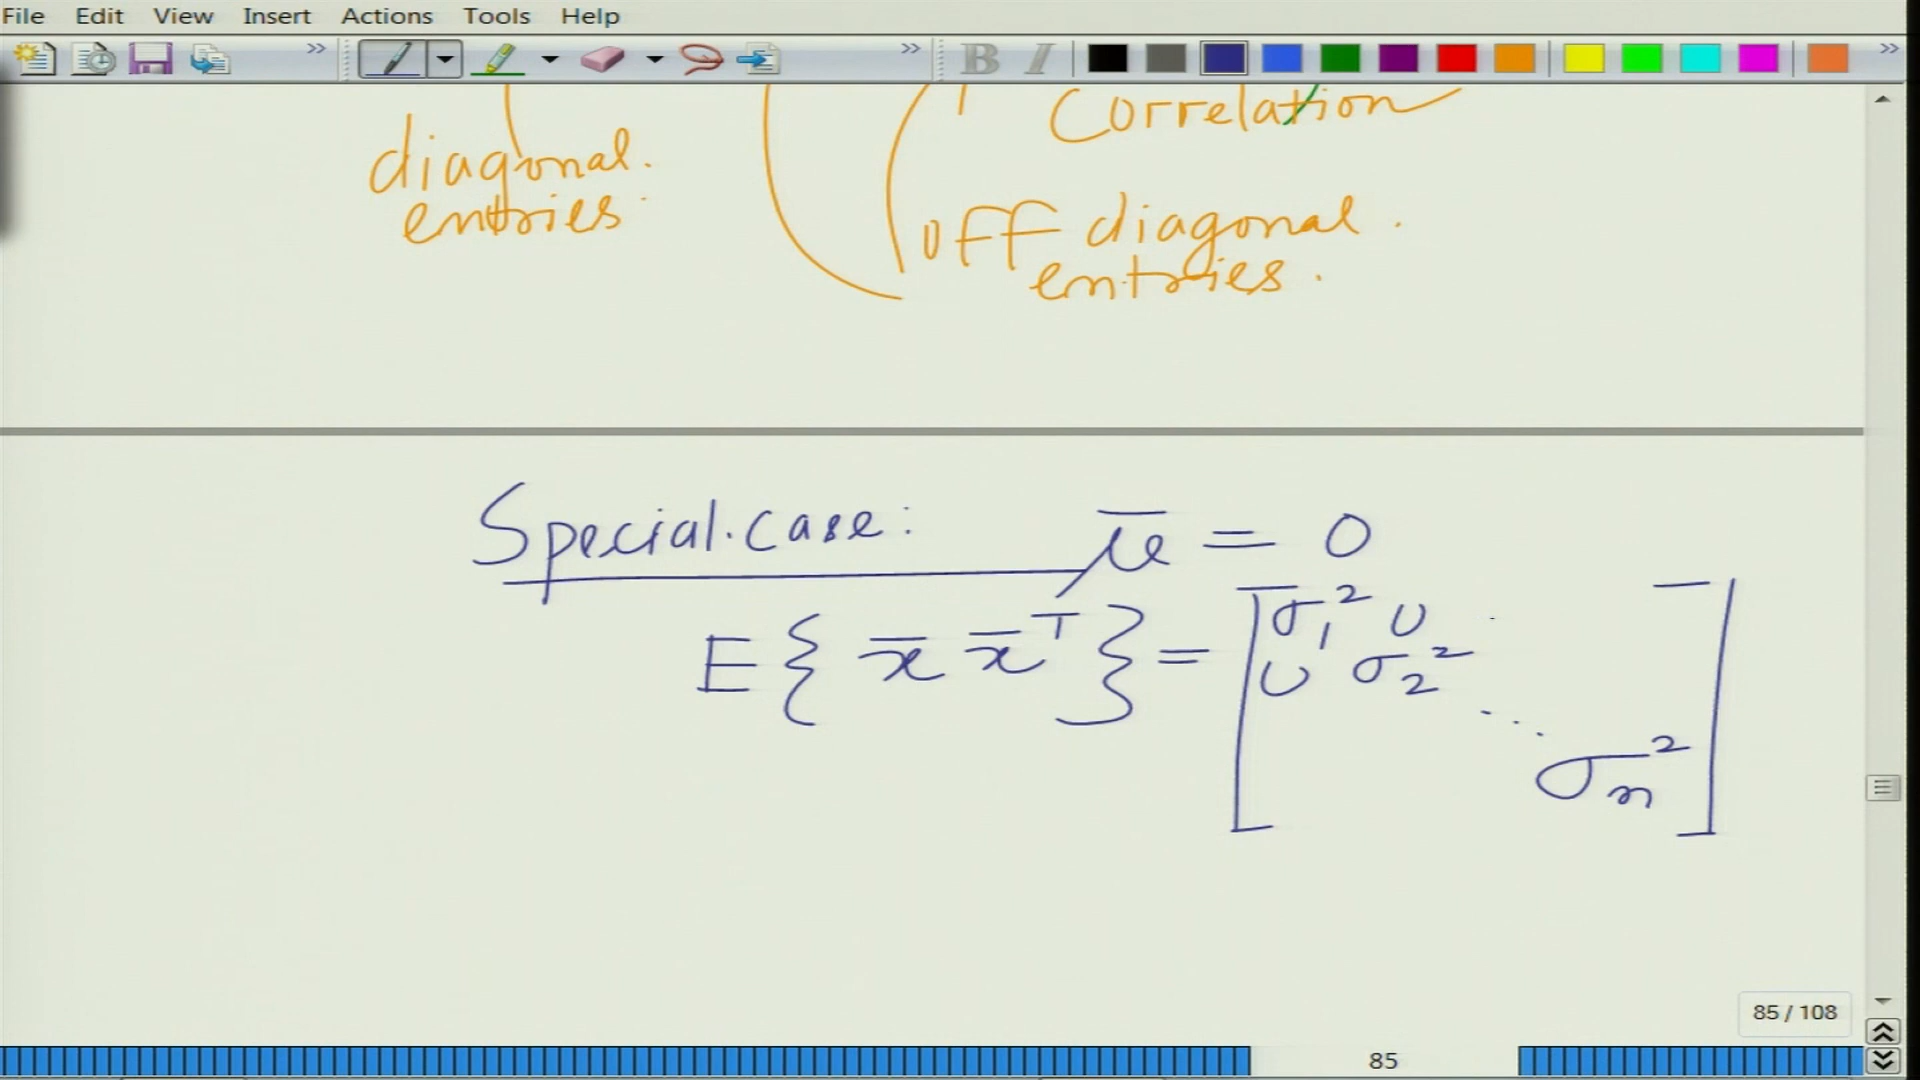 File Edit View Insert Actions Tools Help
B I
Correlation
diagonal.
entries
off diagonal.
entries.
Special case: μ̄ = 0
E{ x̄ x̄ᵀ } = [ σ₁² 0
0 σ₂²
⋱
σₙ² ]
85 / 108
85